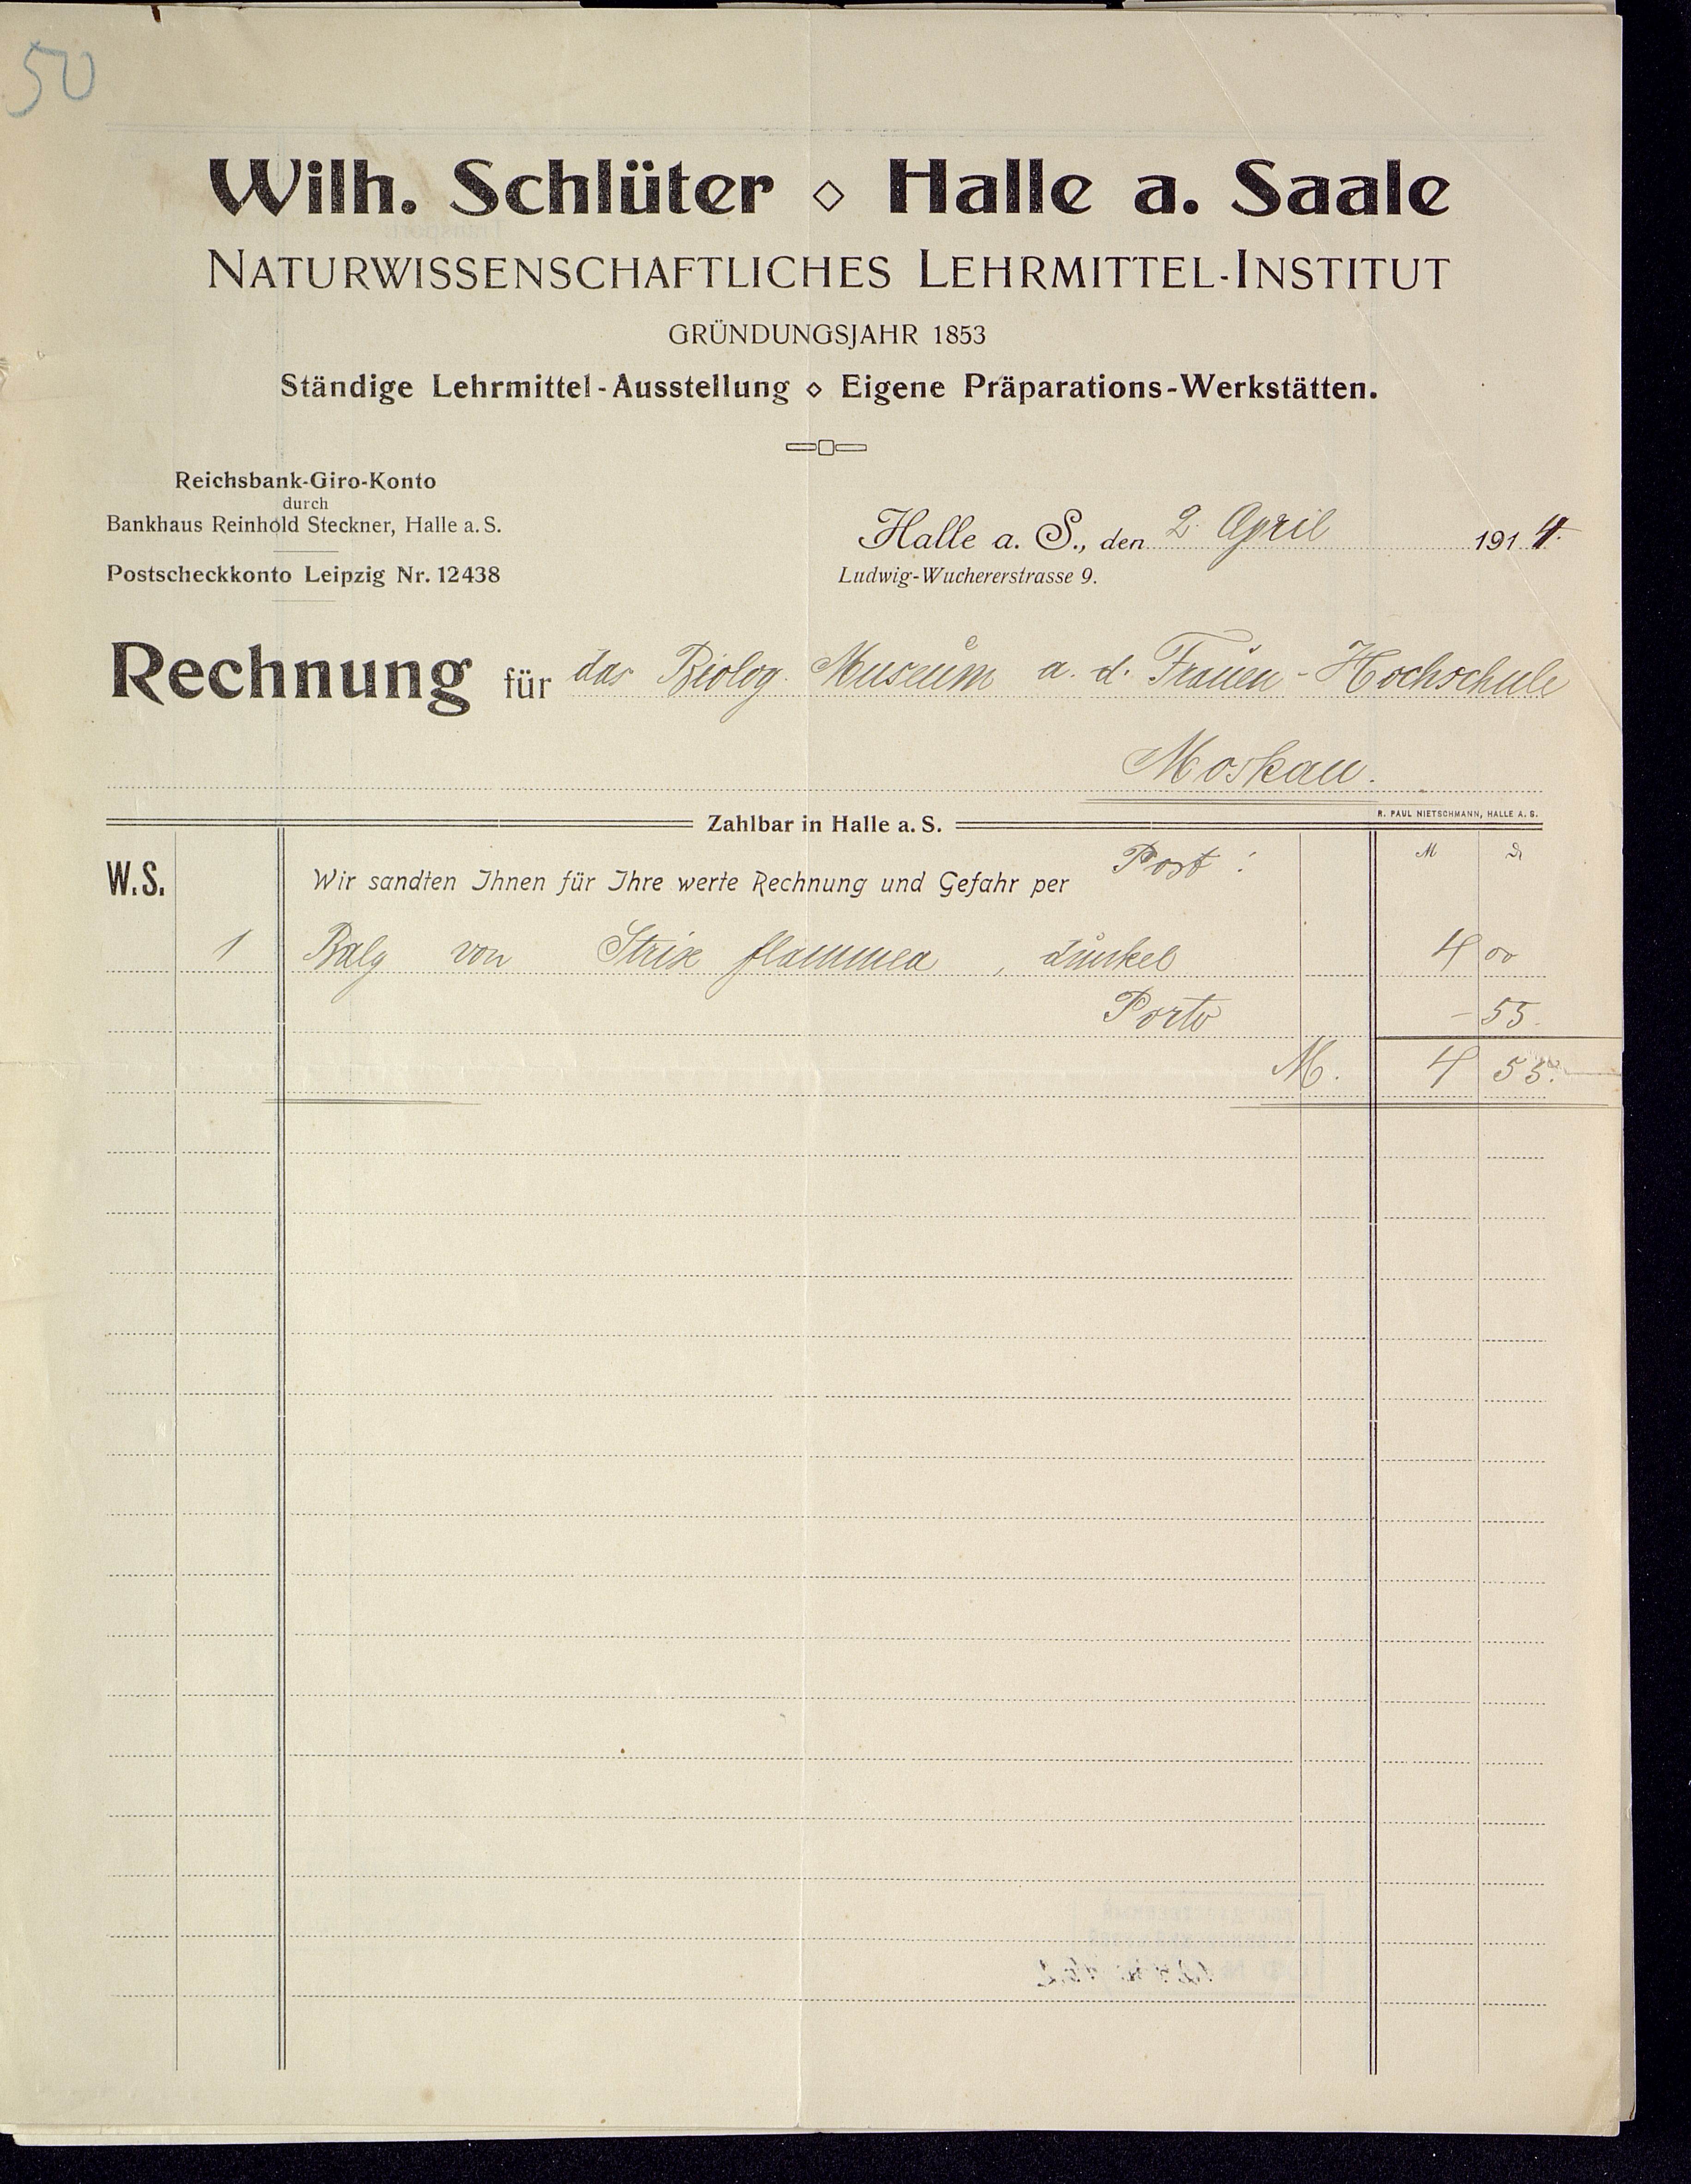 50
Wilh. Schlüter ◇ Halle a. Saale
NATURWISSENSCHAFTLICHES LEHRMITTEL-INSTITUT
GRÜNDUNGSJAHR 1853
Ständige Lehrmittel-Ausstellung ◇ Eigene Präparations-Werkstätten.
Reichsbank-Giro-Konto
durch
Bankhaus Reinhold Steckner, Halle a. S.
Postscheckkonto Leipzig Nr. 12438
Halle a. S., den 2. April 1914.
Ludwig-Wuchererstrasse 9.
Rechnung für das Biolog. Museum a. d. Frauen-Hochschule
Moskau.
Zahlbar in Halle a. S.
R. PAUL NIETSCHMANN, HALLE A. S.
W.S. Wir sandten Ihnen für Ihre werte Rechnung und Gefahr per Post: M ₰
1 Balg von Strix flammea, dunkel 4 00
Porto - 55.
M. 4 55.